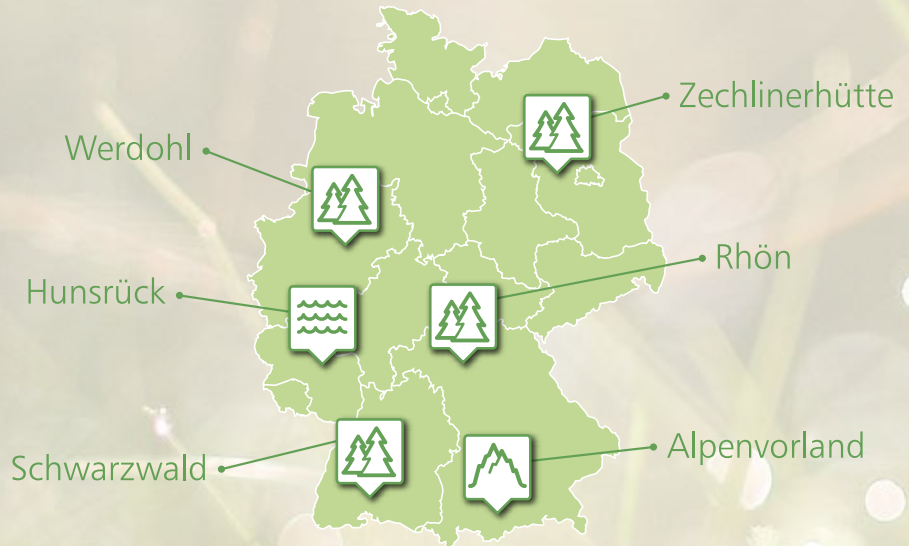 Zechlinerhütte
Werdohl
Rhön
Hunsrück
Alpenvorland
Schwarzwald